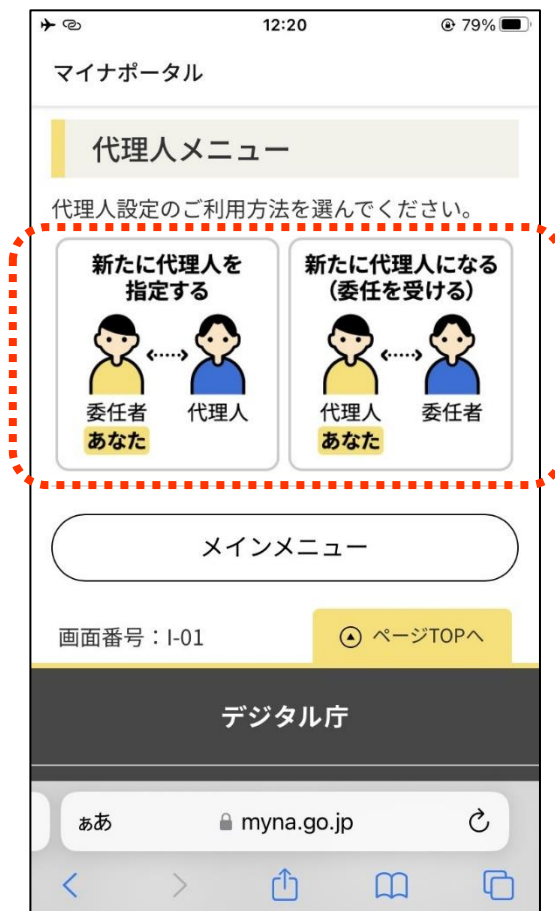 12:20
79%
マイナポータル
代理人メニュー
代理人設定のご利用方法を選んでください。
新たに代理人を
指定する
委任者 代理人
あなた
新たに代理人になる
(委任を受ける)
代理人 委任者
あなた
メインメニュー
画面番号:I-01
ページTOPへ
デジタル庁
ぁあ myna.go.jp